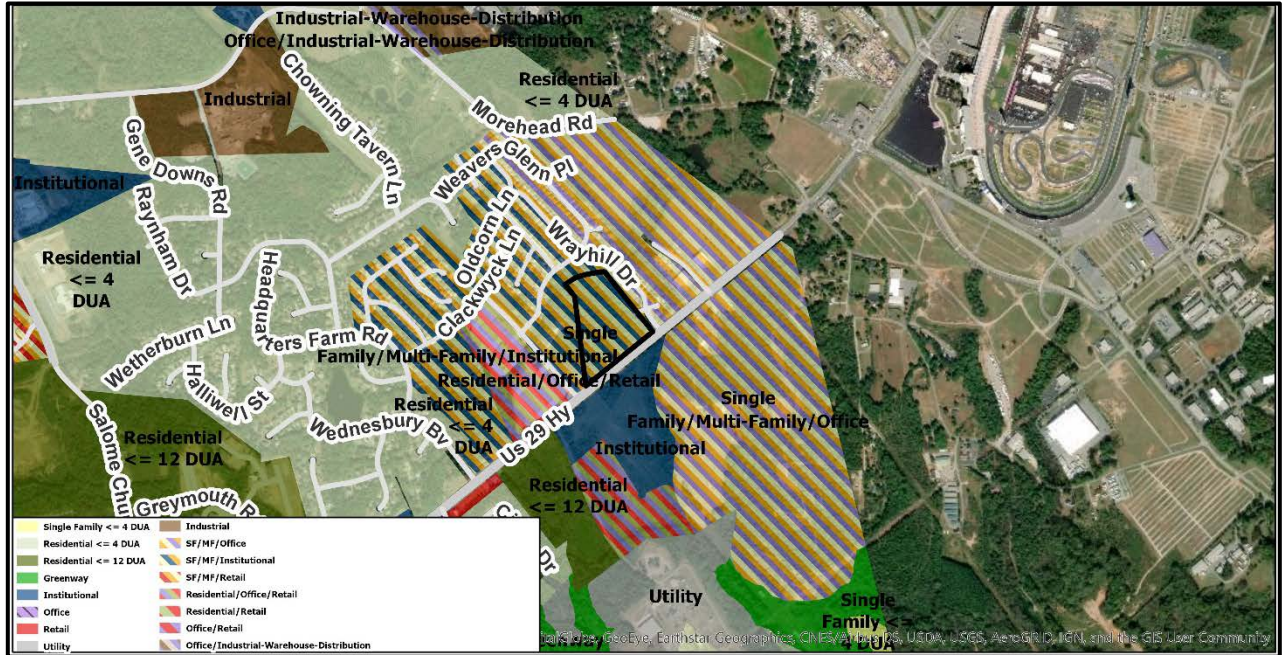 Industrial-Warehouse-Distribution
Office/Industrial-Warehouse-Distribution
Residential
<= 4 DUA
Industrial
Chowning Tavern Ln
Morehead Rd
Gene Downs Rd
Weavers Glenn Pl
Institutional
Raynham Dr
Oldcorn Ln
Wrayhill Dr
Clackwyck Ln
Residential
<= 4
DUA
Headquarters Farm Rd
Single
Family/Multi-Family/Institutional
Wetherburn Ln
Halliwell St
Residential/Office/Retail
Residential
<= 4
DUA
Single
Family/Multi-Family/Office
Us 29 Hy
Wednesbury Bv
Institutional
Residential
<= 12 DUA
Salome Chu
Residential
<= 12 DUA
Greymouth R
Dr
Utility
Single
Family <=
4 DUA
Single Family <= 4 DUA
Residential <= 4 DUA
Residential <= 12 DUA
Greenway
Institutional
Office
Retail
Utility
Industrial
SF/MF/Office
SF/MF/Institutional
SF/MF/Retail
Residential/Office/Retail
Residential/Retail
Office/Retail
Office/Industrial-Warehouse-Distribution
GeoEye, Earthstar Geographics, CNES/Airbus DS, USDA, USGS, AeroGRID, IGN, and the GIS User Community